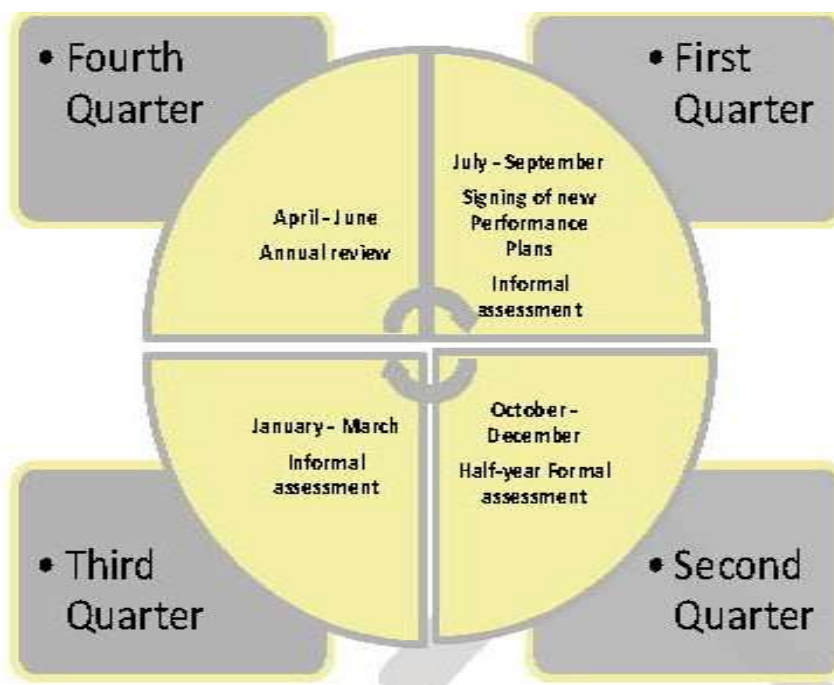 • Fourth
Quarter
• First
Quarter
April - June
Annual review
July - September
Signing of new
Performance
Plans
Informal
assessment
January - March
Informal
assessment
October -
December
Half-year Formal
assessment
• Third
Quarter
• Second
Quarter